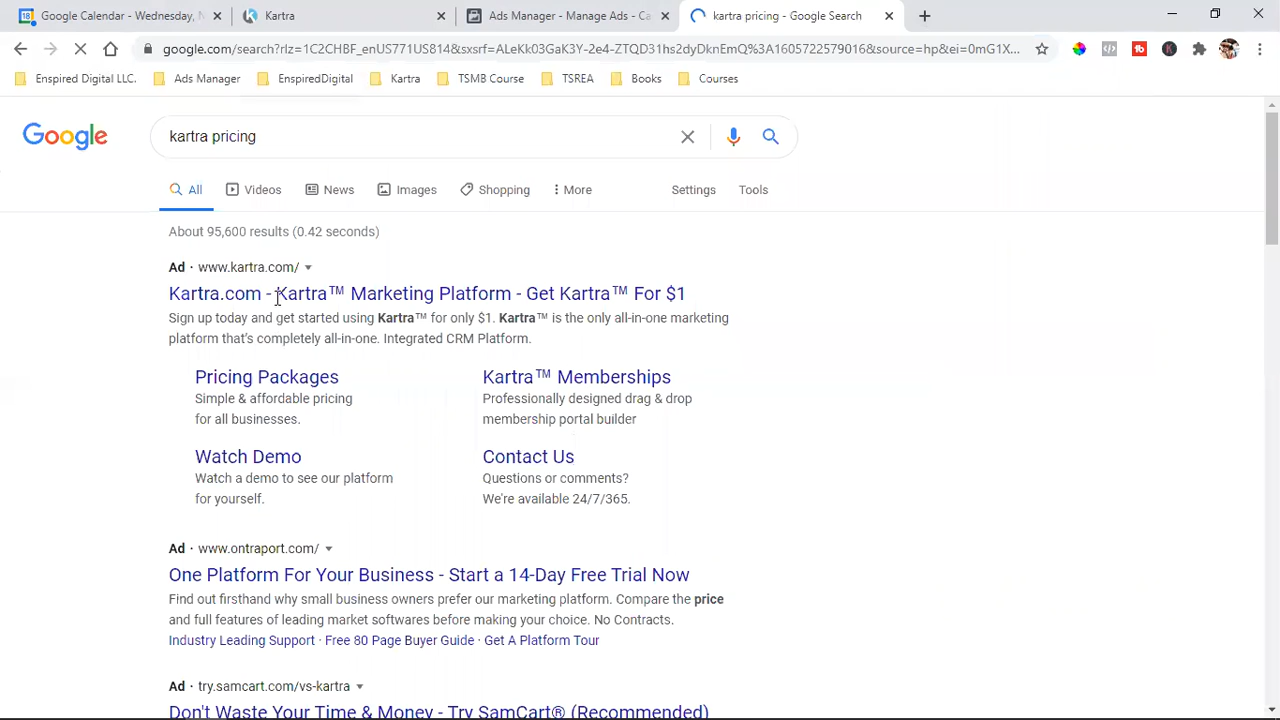 Google Calendar - Wednesday, N
Kartra
Ads Manager - Manage Ads - Ca
kartra pricing - Google Search
google.com/search?rlz=1C2CHBF_enUS771US814&sxsrf=ALeKk03GaK3Y-2e4-ZTQD31hs2dyDknEmQ%3A1605722579016&source=hp&ei=0mG1X...
Enspired Digital LLC.
Ads Manager
EnspiredDigital
Kartra
TSMB Course
TSREA
Books
Courses
Google
kartra pricing
All
Videos
News
Images
Shopping
More
Settings
Tools
About 95,600 results (0.42 seconds)
Ad · www.kartra.com/
Kartra.com - Kartra™ Marketing Platform - Get Kartra™ For $1
Sign up today and get started using Kartra™ for only $1. Kartra™ is the only all-in-one marketing
platform that's completely all-in-one. Integrated CRM Platform.
Pricing Packages
Simple & affordable pricing
for all businesses.
Kartra™ Memberships
Professionally designed drag & drop
membership portal builder
Watch Demo
Watch a demo to see our platform
for yourself.
Contact Us
Questions or comments?
We're available 24/7/365.
Ad · www.ontraport.com/
One Platform For Your Business - Start a 14-Day Free Trial Now
Find out firsthand why small business owners prefer our marketing platform. Compare the price
and full features of leading market softwares before making your choice. No Contracts.
Industry Leading Support · Free 80 Page Buyer Guide · Get A Platform Tour
Ad · try.samcart.com/vs-kartra
Don't Waste Your Time & Money - Try SamCart® (Recommended)